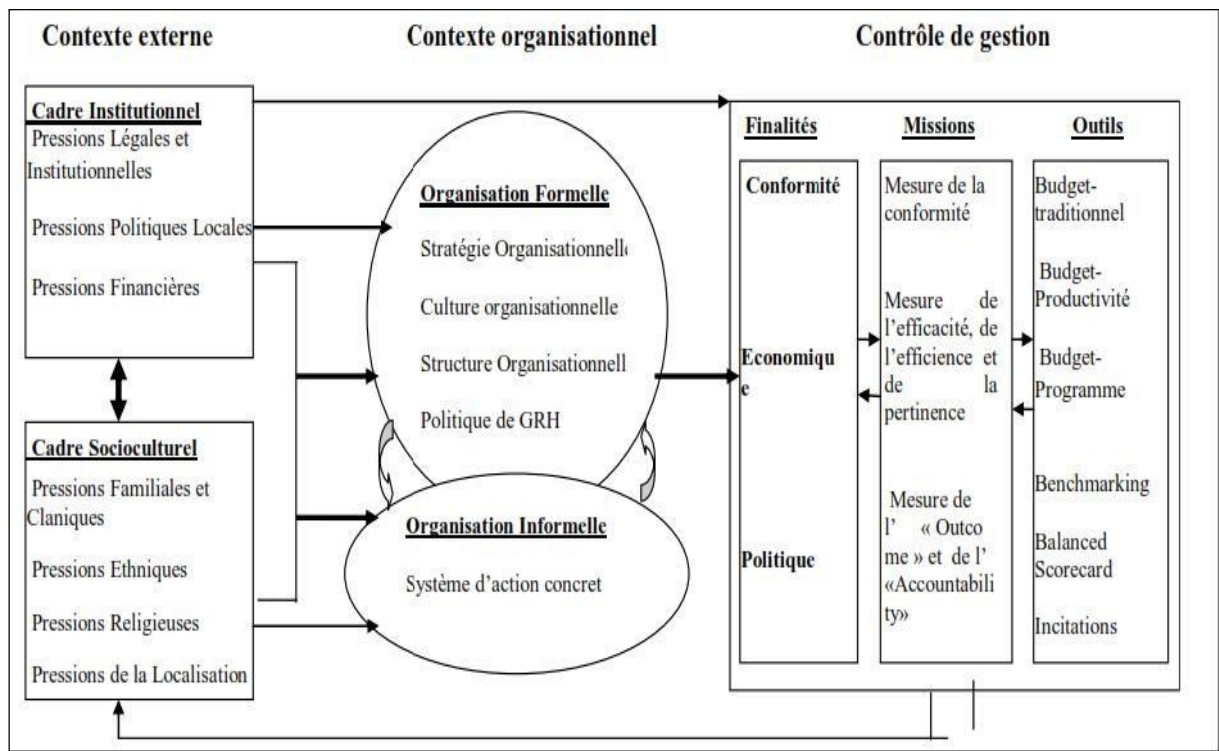 Contexte externe
Contexte organisationnel
Contrôle de gestion
Cadre Institutionnel
Pressions Légales et
Institutionnelles
Pressions Politiques Locales
Pressions Financières
Cadre Socioculturel
Pressions Familiales et
Claniques
Pressions Ethniques
Pressions Religieuses
Pressions de la Localisation
Organisation Formelle
Stratégie Organisationnelle
Culture organisationnelle
Structure Organisationnell
Politique de GRH
Organisation Informelle
Système d'action concret
Finalités
Conformité
Economiqu
e
Politique
Missions
Mesure de la
conformité
Mesure de
l'efficacité, de
l'efficience et
de la
pertinence
Mesure de
l' « Outco
me » et de l'
«Accountabili
ty»
Outils
Budget-
traditionnel
Budget-
Productivité
Budget-
Programme
Benchmarking
Balanced
Scorecard
Incitations